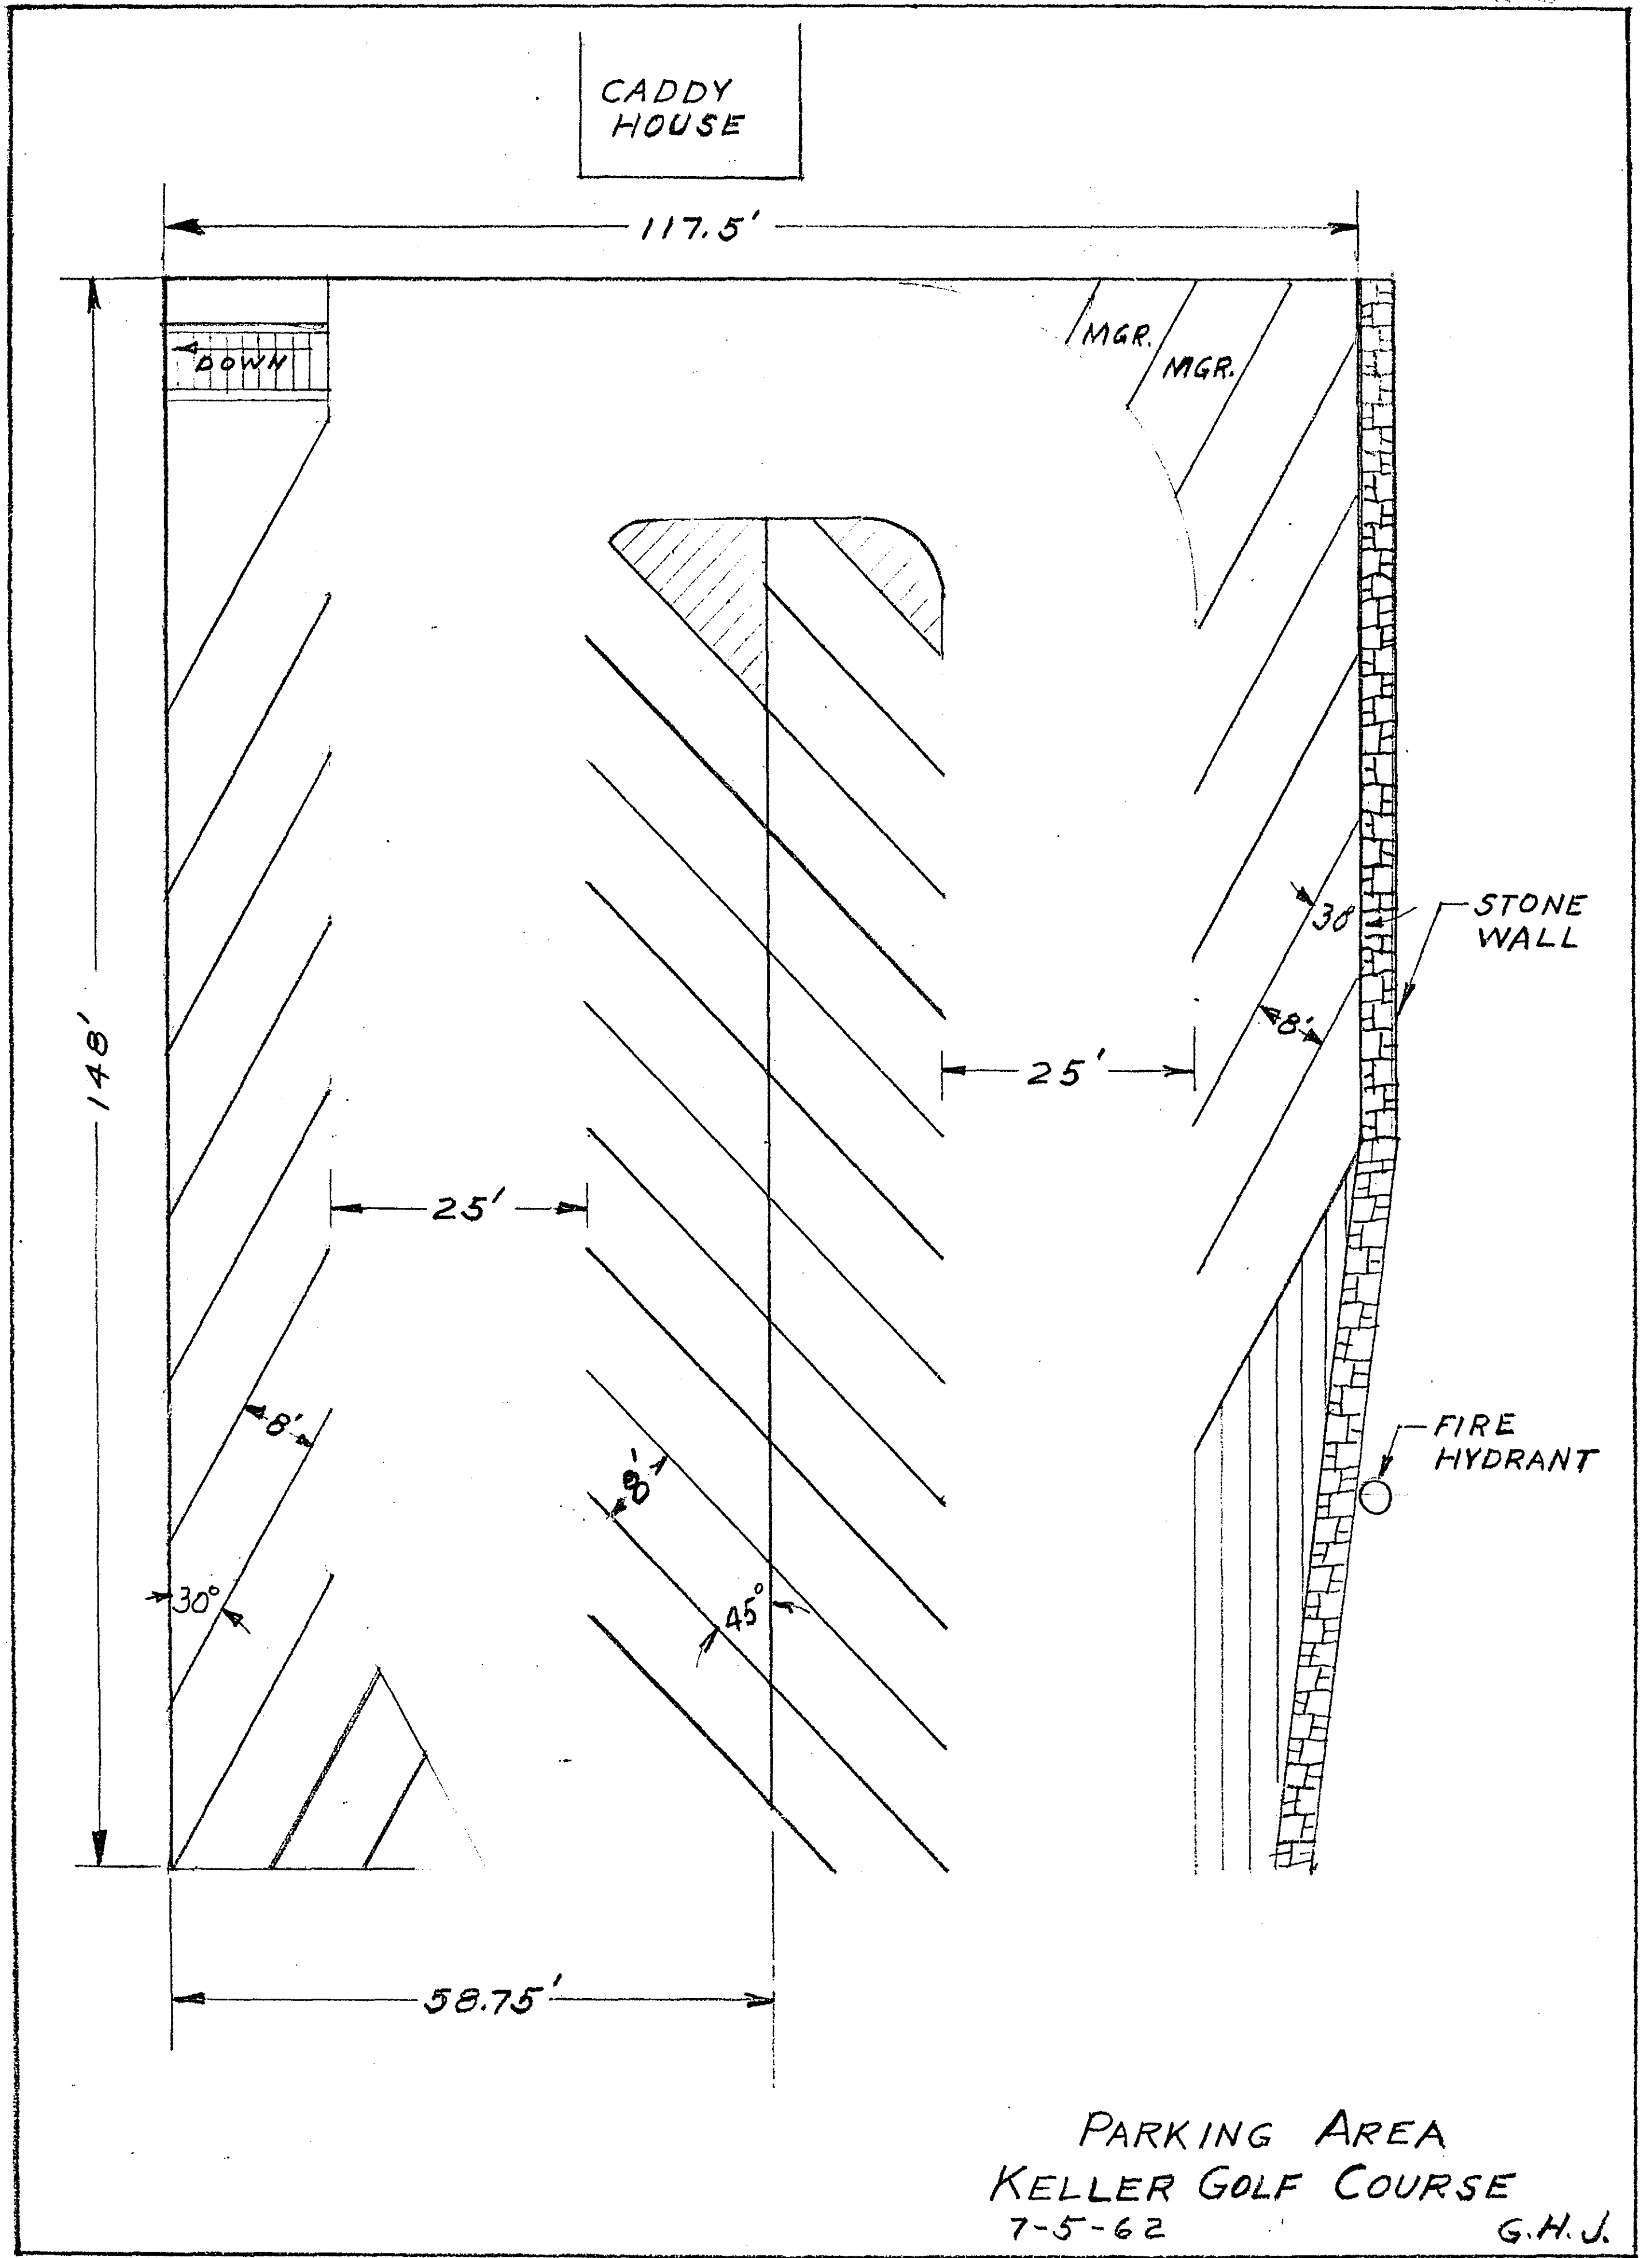 CADDY
HOUSE
117.5'
DOWN
MGR.
MGR.
148'
30
STONE
WALL
8'
25'
25'
8'
FIRE
HYDRANT
8'
30°
45°
58.75'
PARKING AREA
KELLER GOLF COURSE
7-5-62
G.H.J.